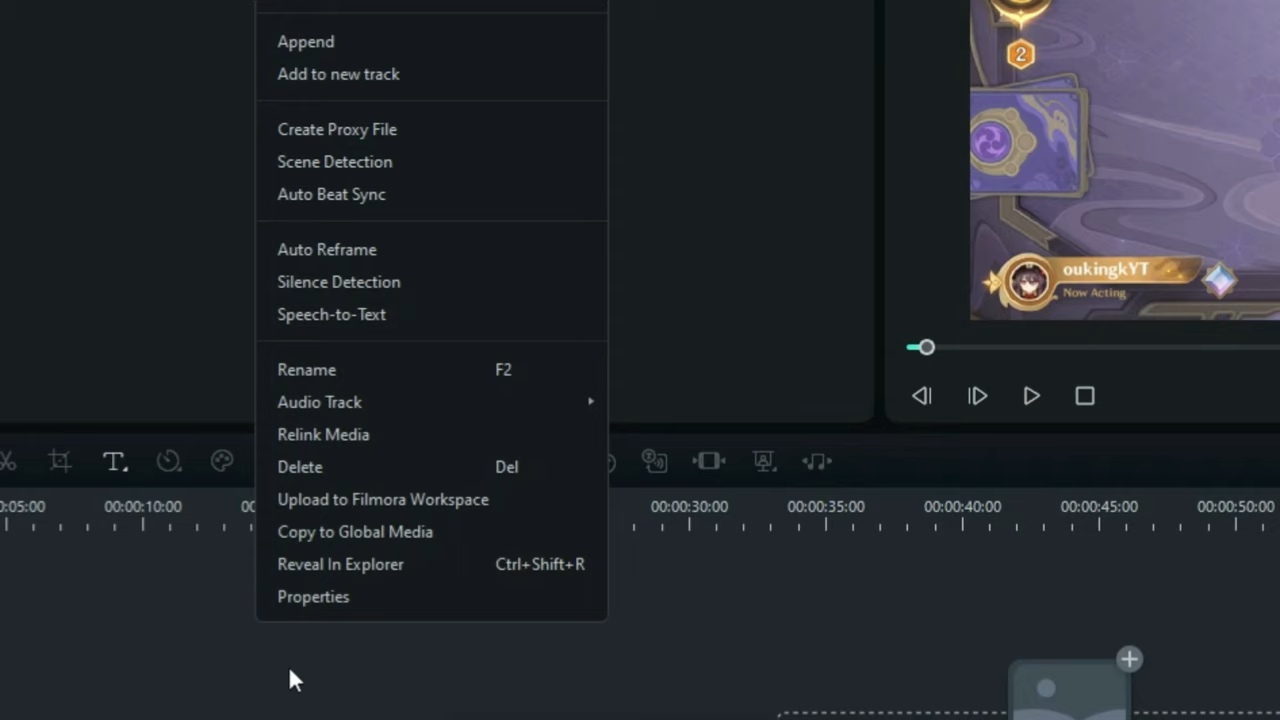 Append
Add to new track
Create Proxy File
Scene Detection
Auto Beat Sync
Auto Reframe
Silence Detection
Speech-to-Text
Rename F2
Audio Track
Relink Media
Delete Del
Upload to Filmora Workspace
Copy to Global Media
Reveal In Explorer Ctrl+Shift+R
Properties
2
oukingkYT
Now Acting
0:05:00 00:00:10:00 00:00:30:00 00:00:35:00 00:00:40:00 00:00:45:00 00:00:50:00